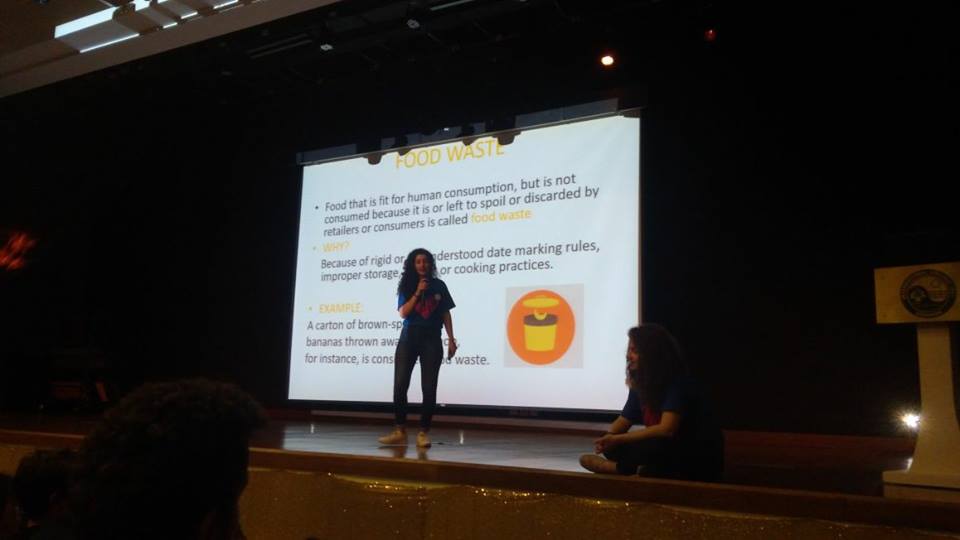 FOOD WASTE
• Food that is fit for human consumption, but is not
consumed because it is or left to spoil or discarded by
retailers or consumers is called food waste
• WHY?
Because of rigid or understood date marking rules,
improper storage, or cooking practices.
• EXAMPLE:
A carton of brown-sp
bananas thrown awa
for instance, is cons waste.